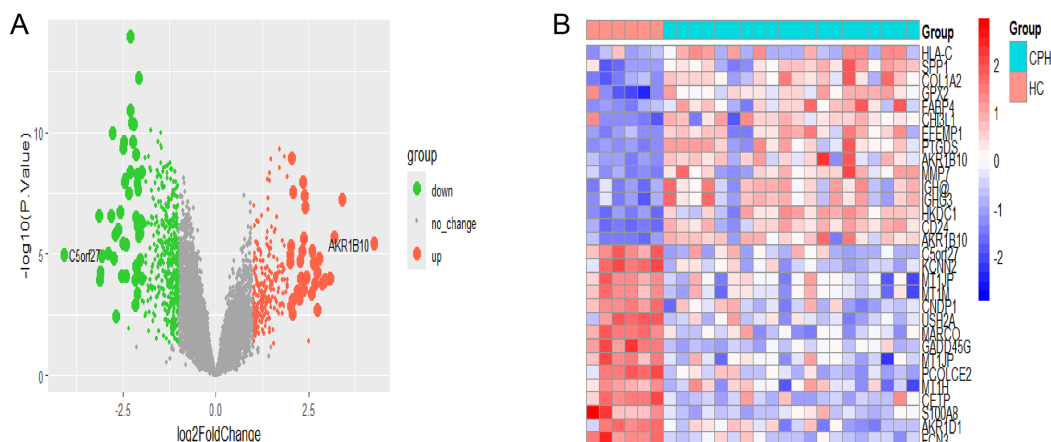 A
-log10(P.Value)
10
5
0
-2.5
0.0
2.5
log2FoldChange
C5orf27
AKR1B10
group
down
no_change
up
B
Group
HLA-C
SPP1
COL1A2
GPX2
FABP4
CH3L1
EFEMP1
PTGDS
AKR1B10
MMP7
IGH@
IGHG3
HKDC1
CD24
AKR1B10
C5orf27
KCNN2
MT1JP
MT1M
CNDP1
USH2A
MARCO
GADD45G
MT1JP
PCOLCE2
MT1H
CETP
S100A8
AKR1D1
2
1
0
-1
-2
Group
CPH
HC